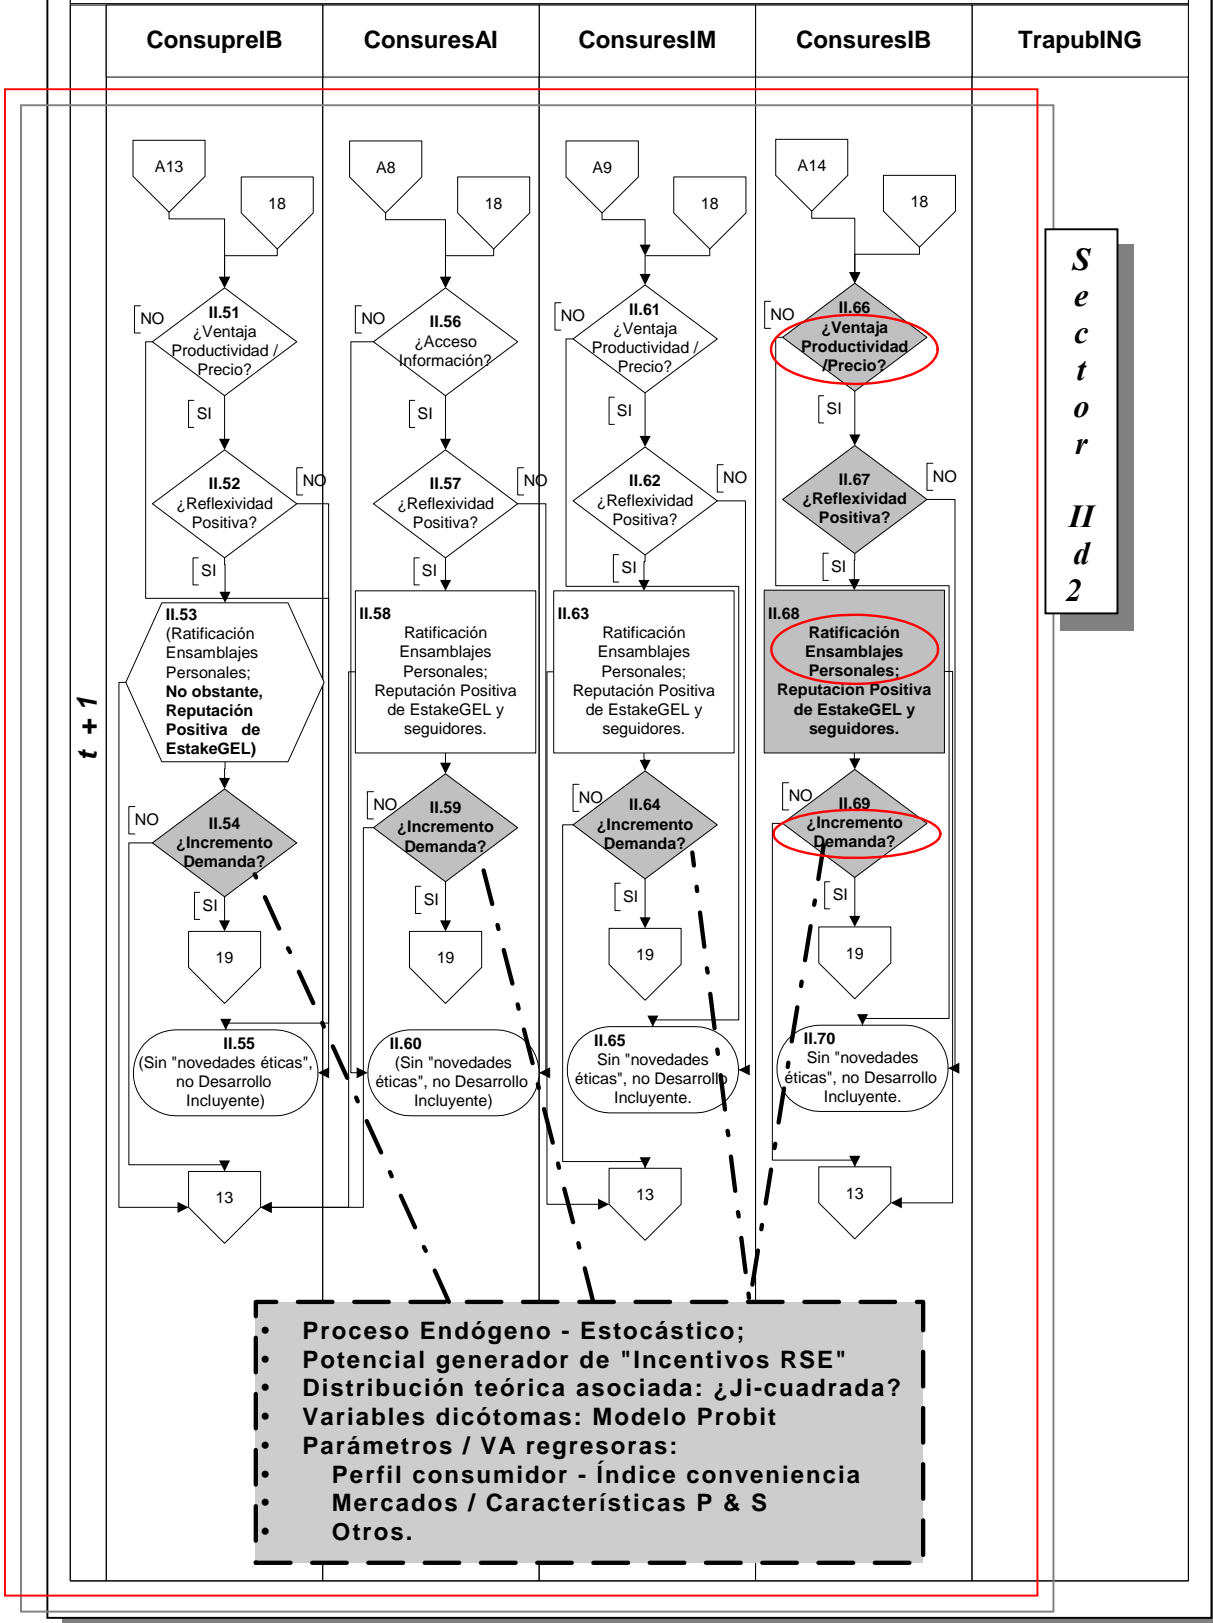 ConsupreIB
ConsuresAI
ConsuresIM
ConsuresIB
TrapubING
t + 1
A13
18
II.51
¿Ventaja
Productividad /
Precio?
NO
SI
II.52
¿Reflexividad
Positiva?
NO
SI
II.53
(Ratificación
Ensamblajes
Personales;
No obstante,
Reputación
Positiva de
EstakeGEL)
NO
II.54
¿Incremento
Demanda?
SI
19
II.55
(Sin "novedades éticas",
no Desarrollo
Incluyente)
13
A8
18
NO
II.56
¿Acceso
Información?
SI
II.57
¿Reflexividad
Positiva?
NO
SI
II.58
Ratificación
Ensamblajes
Personales;
Reputación Positiva
de EstakeGEL y
seguidores.
NO
II.59
¿Incremento
Demanda?
SI
19
II.60
(Sin "novedades
éticas", no Desarrollo
Incluyente)
A9
18
NO
II.61
¿Ventaja
Productividad /
Precio?
SI
II.62
¿Reflexividad
Positiva?
NO
SI
II.63
Ratificación
Ensamblajes
Personales;
Reputación Positiva
de EstakeGEL y
seguidores.
NO
II.64
¿Incremento
Demanda?
SI
19
II.65
Sin "novedades
éticas", no Desarrollo
Incluyente.
13
A14
18
NO
II.66
¿Ventaja
Productividad
/Precio?
SI
II.67
¿Reflexividad
Positiva?
NO
SI
II.68
Ratificación
Ensamblajes
Personales;
Reputación Positiva
de EstakeGEL y
seguidores.
NO
II.69
¿Incremento
Demanda?
SI
19
II.70
Sin "novedades
éticas", no Desarrollo
Incluyente.
13
S
e
c
t
o
r
II
d
2
• Proceso Endógeno - Estocástico;
• Potencial generador de "Incentivos RSE"
• Distribución teórica asociada: ¿Ji-cuadrada?
• Variables dicótomas: Modelo Probit
• Parámetros / VA regresoras:
• Perfil consumidor - Índice conveniencia
• Mercados / Características P & S
• Otros.